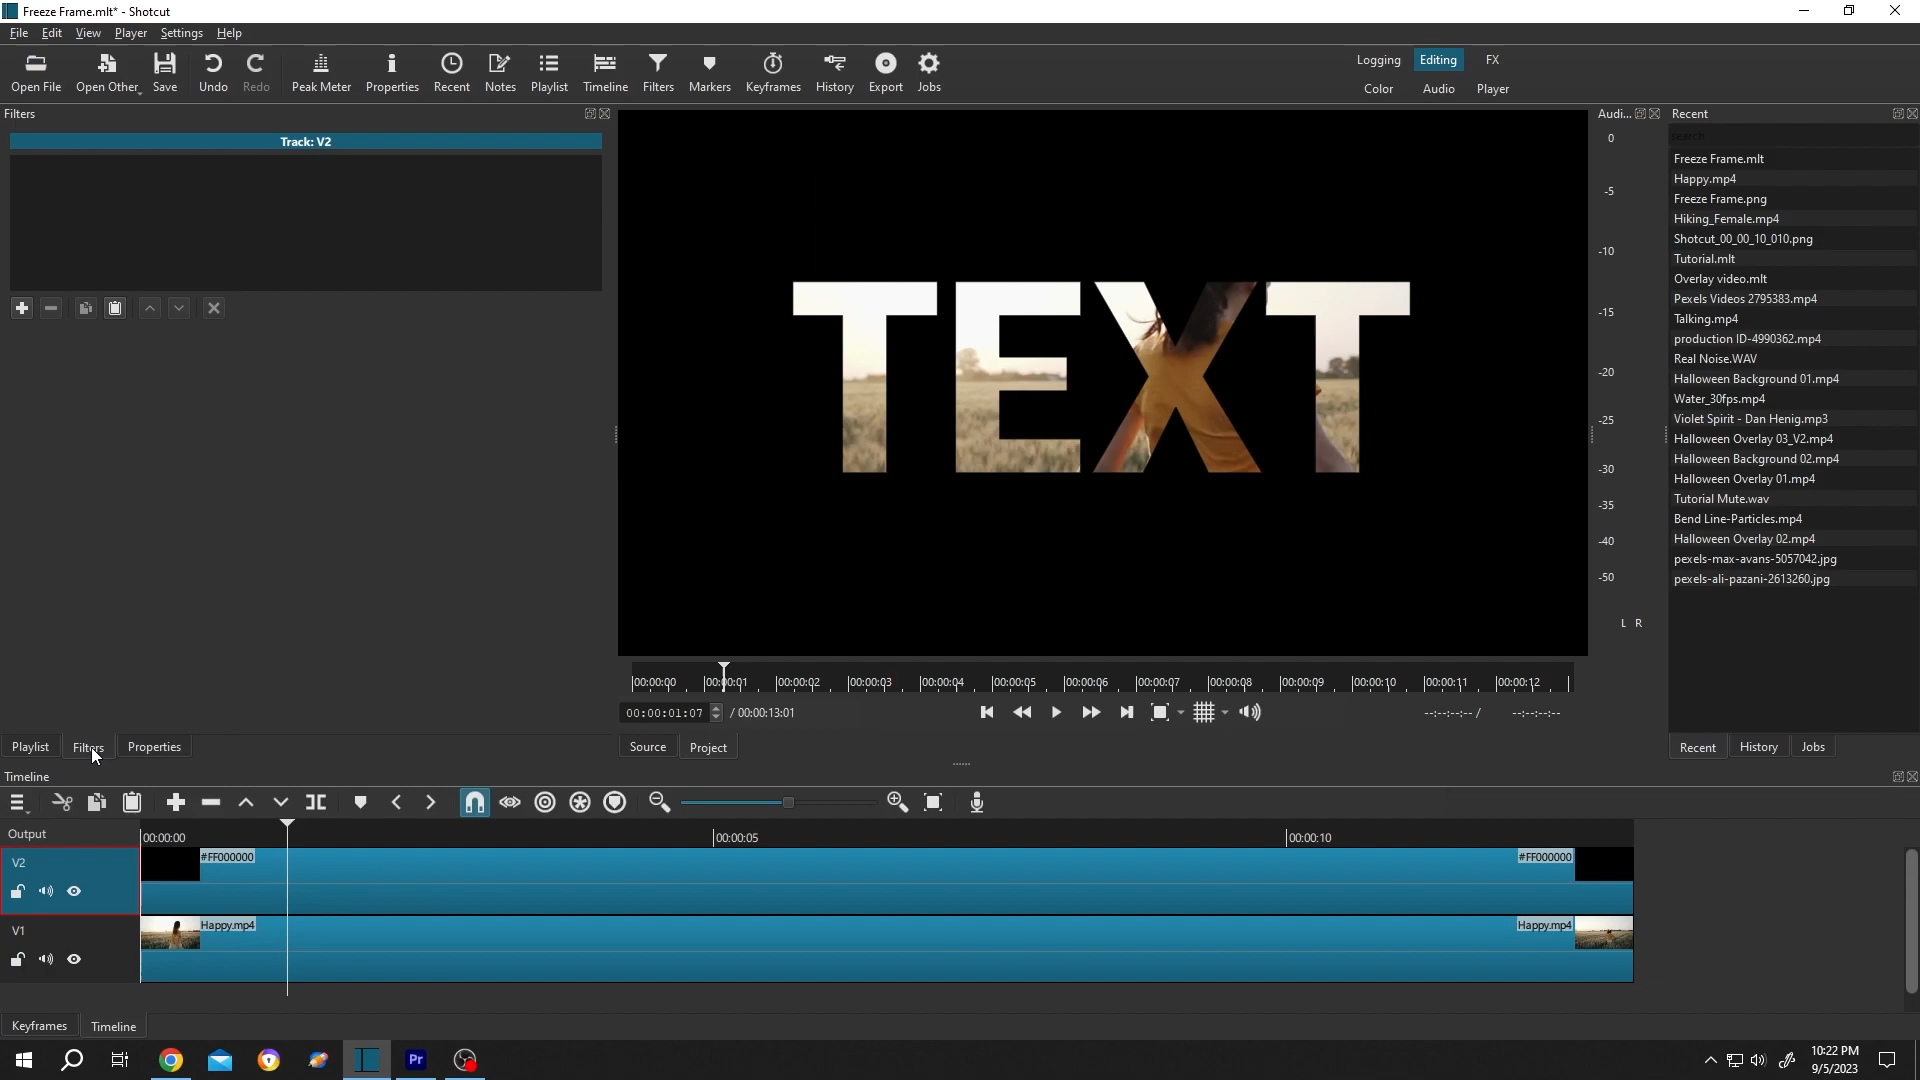 Freeze Frame.mlt* - Shotcut
File Edit View Player Settings Help
Open File Open Other Save Undo Redo Peak Meter Properties Recent Notes Playlist Timeline Filters Markers Keyframes History Export Jobs
Logging Editing FX
Color Audio Player
Filters
Track: V2
TEXT
Audi...
0
-5
-10
-15
-20
-25
-30
-35
-40
-50
L R
Recent
search
Freeze Frame.mlt
Happy.mp4
Freeze Frame.png
Hiking_Female.mp4
Shotcut_00_00_10_010.png
Tutorial.mlt
Overlay video.mlt
Pexels Videos 2795383.mp4
Talking.mp4
production ID-4990362.mp4
Real Noise.WAV
Halloween Background 01.mp4
Water_30fps.mp4
Violet Spirit - Dan Henig.mp3
Halloween Overlay 03_V2.mp4
Halloween Background 02.mp4
Halloween Overlay 01.mp4
Tutorial Mute.wav
Bend Line-Particles.mp4
Halloween Overlay 02.mp4
pexels-max-avans-5057042.jpg
pexels-ali-pazani-2613260.jpg
00:00:00 00:00:01 00:00:02 00:00:03 00:00:04 00:00:05 00:00:06 00:00:07 00:00:08 00:00:09 00:00:10 00:00:11 00:00:12
00:00:01:07 / 00:00:13:01 --:--:--:-- / --:--:--:--
Playlist Filters Properties
Source Project
Recent History Jobs
Timeline
Output
00:00:00 00:00:05 00:00:10
V2
#FF000000 #FF000000
V1
Happy.mp4 Happy.mp4
Keyframes Timeline
Pr
10:22 PM
9/5/2023